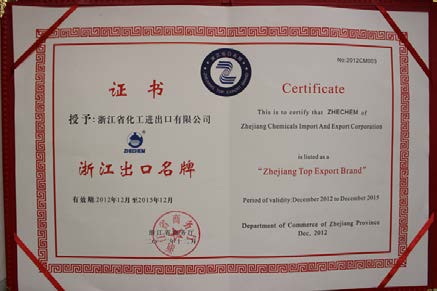 证书
授予:浙江省化工进出口有限公司
ZHECHEM
浙江出口名牌
有效期:2012年12月至2015年12月
No:2012CM003
Certificate
This is to certify that ZHECHEM of
Zhejiang Chemicals Import And Export Corporation
is listed as a
"Zhejiang Top Export Brand"
Period of validity:December 2012 to December 2015
Department of Commerce of Zhejiang Province
Dec. 2012